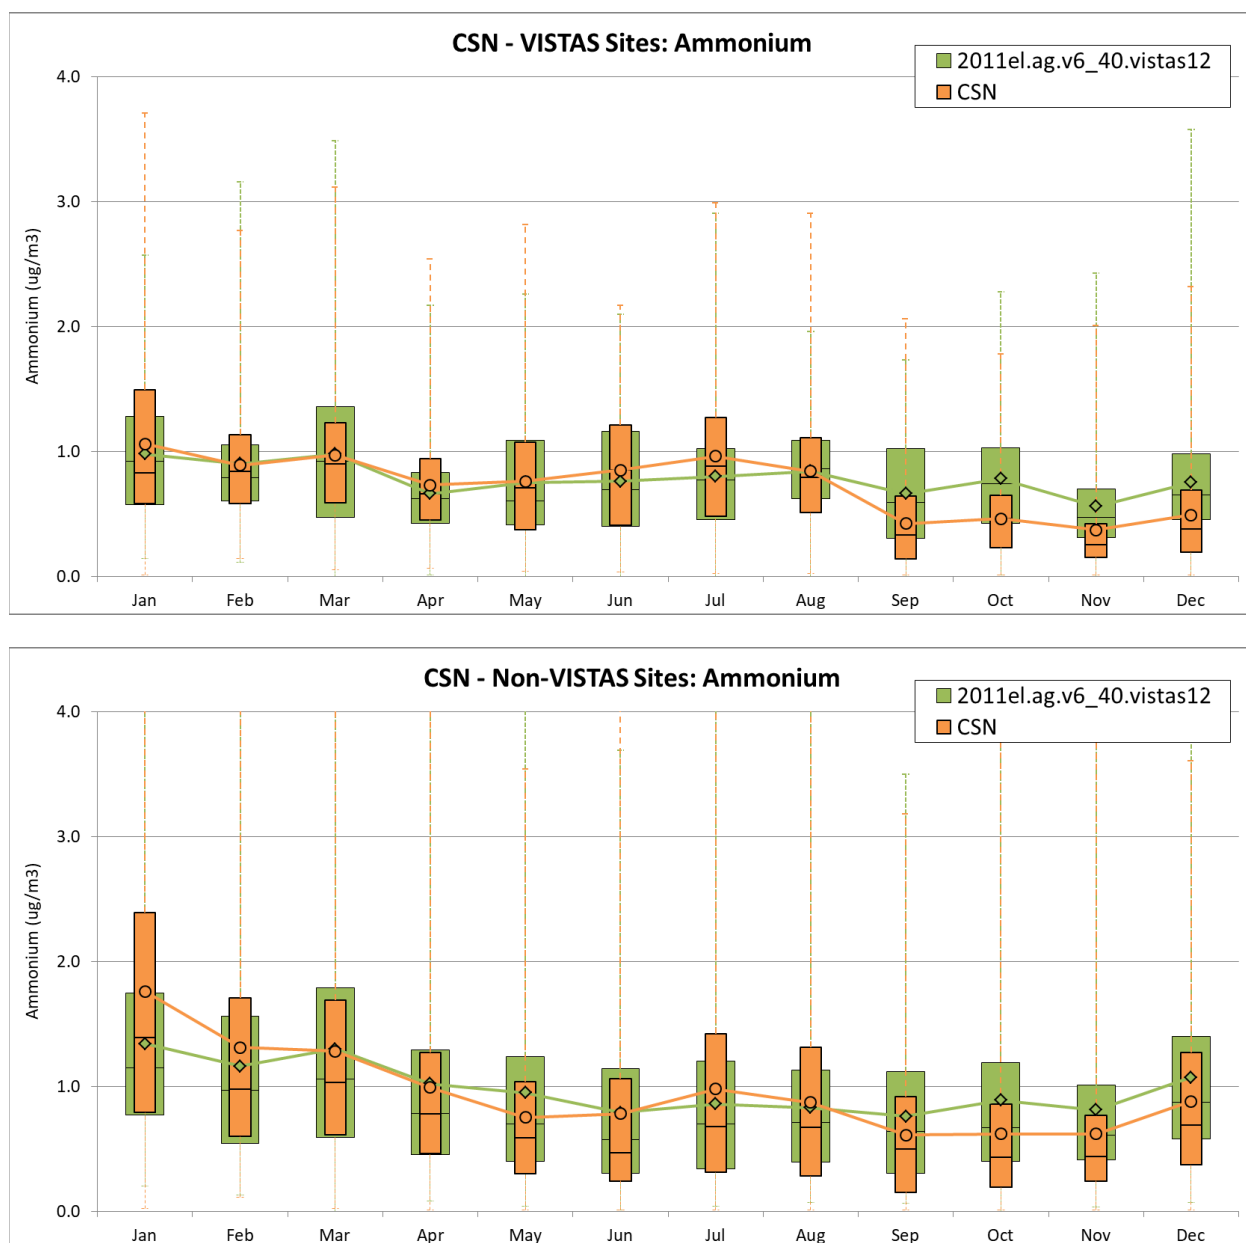 CSN - VISTAS Sites: Ammonium
2011el.ag.v6_40.vistas12
CSN
4.0
3.0
2.0
1.0
0.0
Ammonium (ug/m3)
Jan Feb Mar Apr May Jun Jul Aug Sep Oct Nov Dec
CSN - Non-VISTAS Sites: Ammonium
2011el.ag.v6_40.vistas12
CSN
4.0
3.0
2.0
1.0
0.0
Ammonium (ug/m3)
Jan Feb Mar Apr May Jun Jul Aug Sep Oct Nov Dec